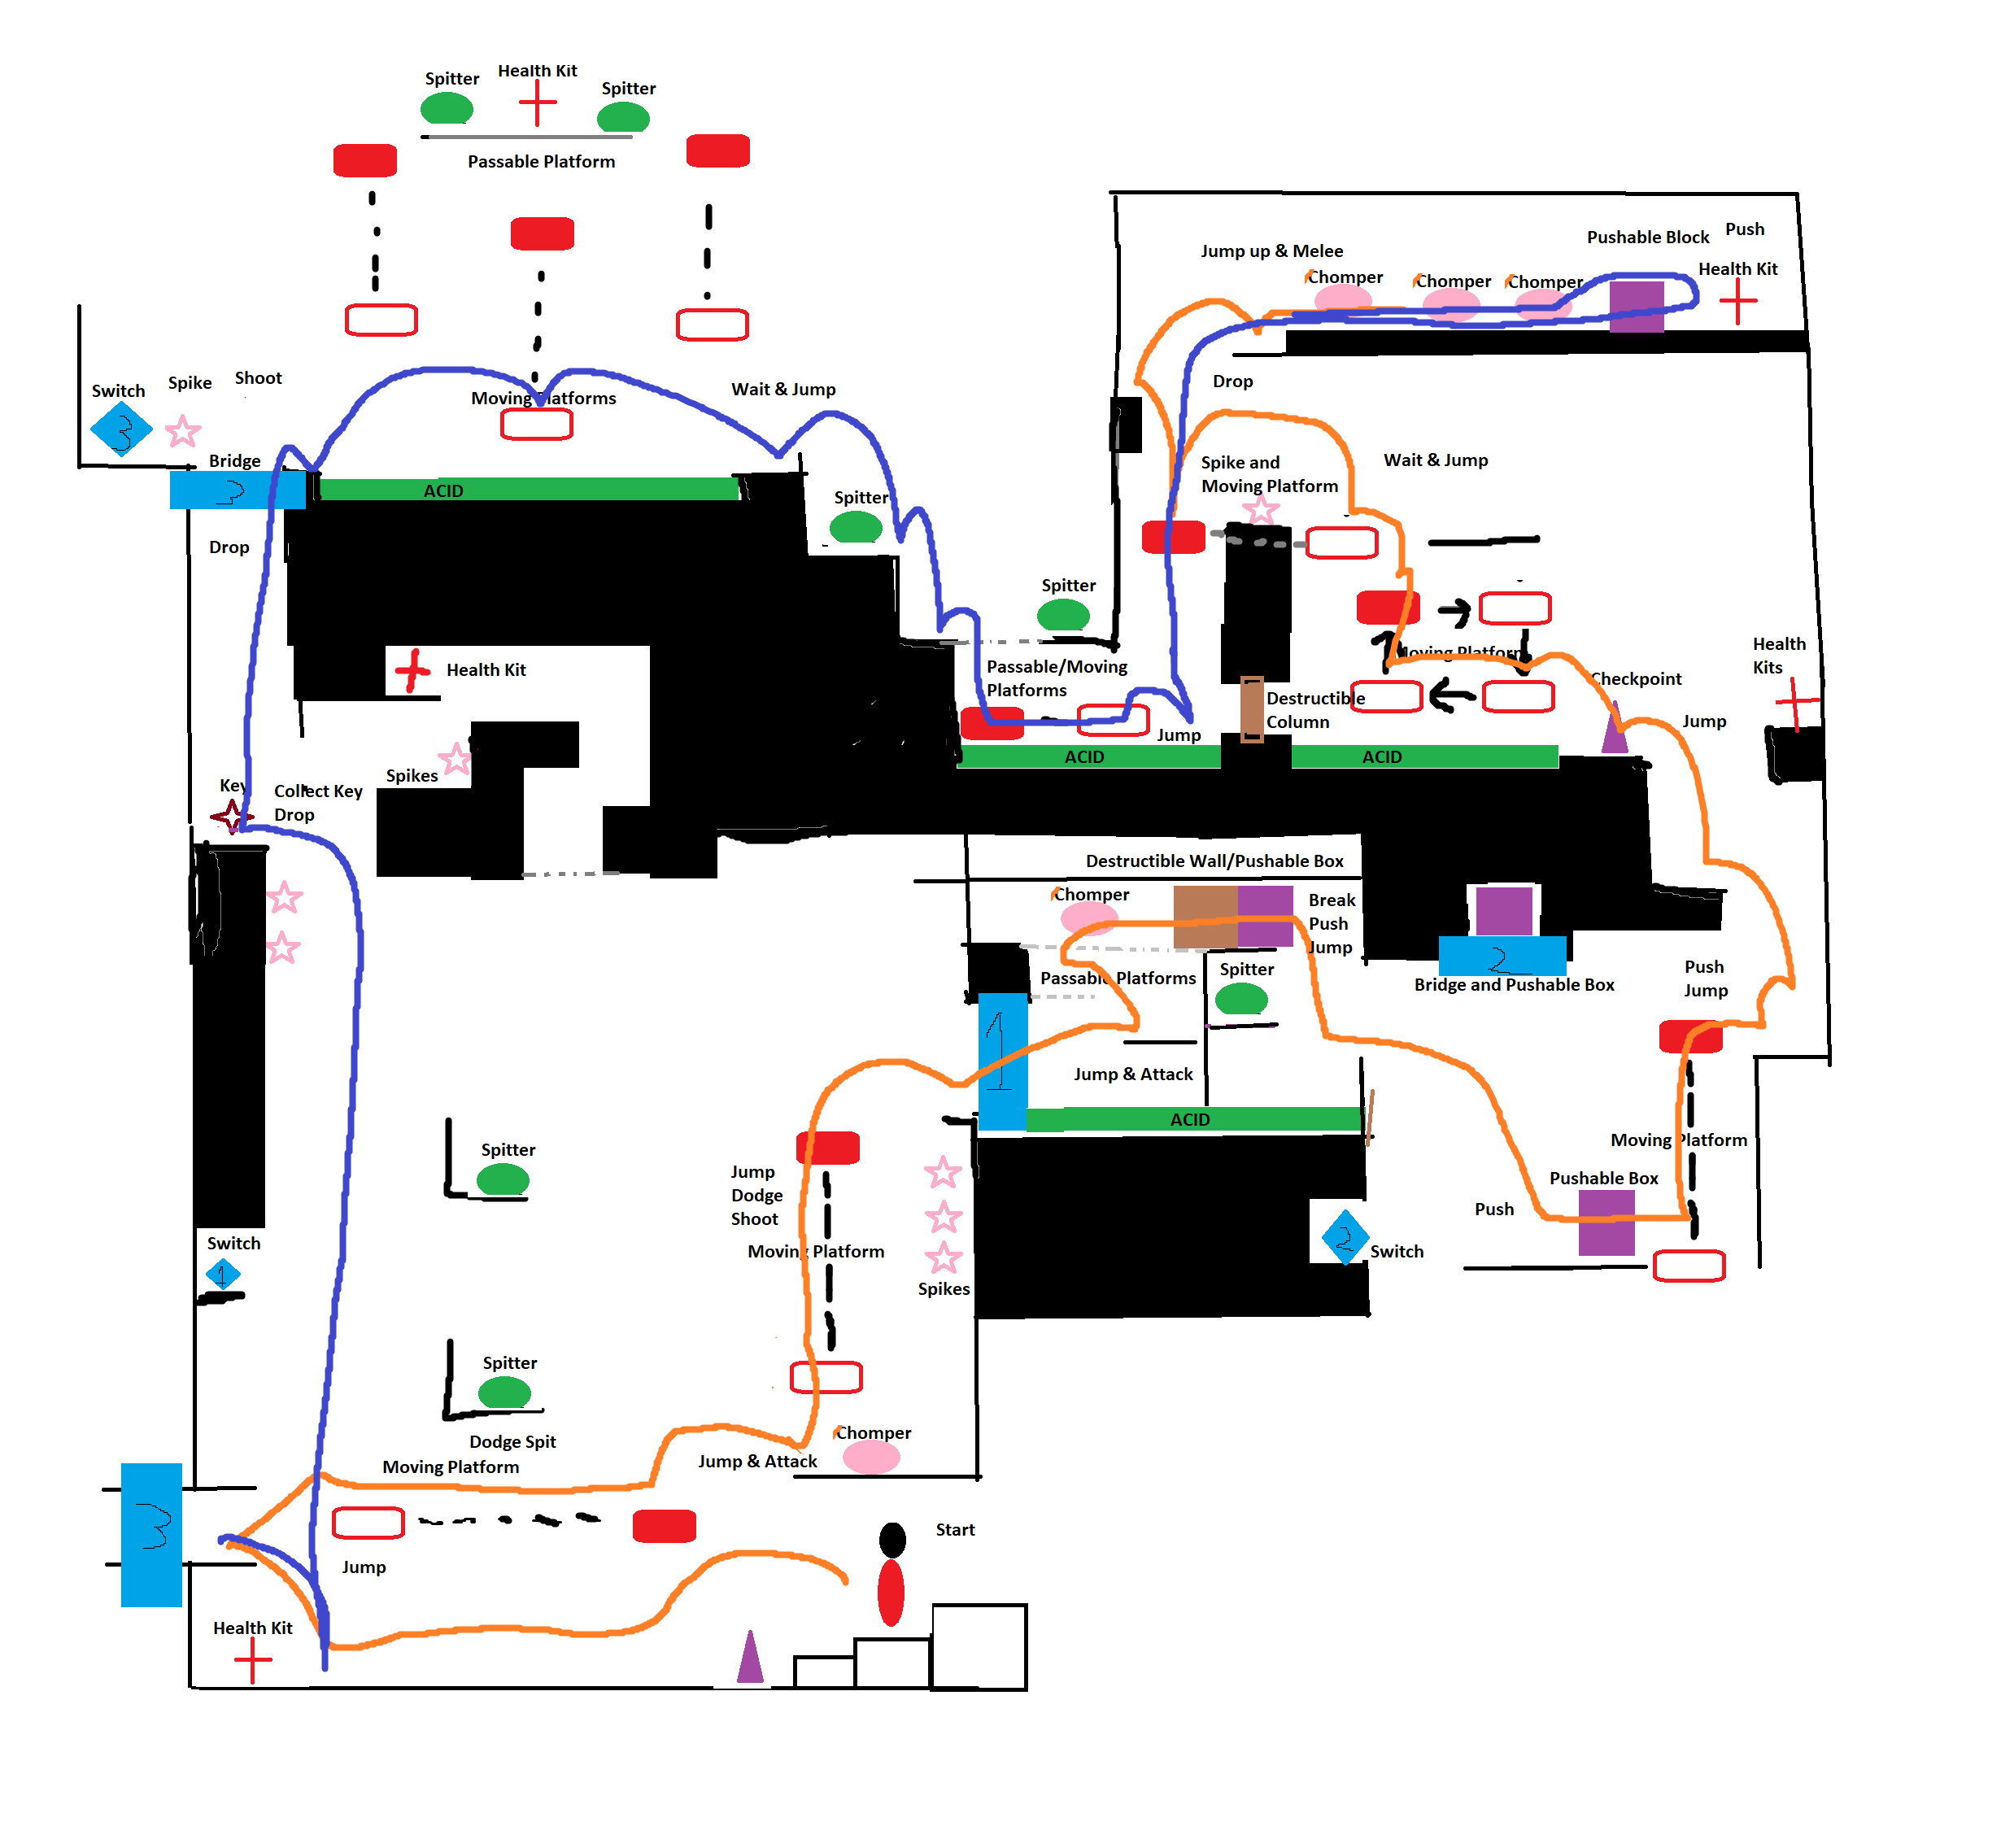 Spitter
Health Kit
Spitter
Passable Platform
Switch
Spike
Shoot
3
Moving Platforms
Wait & Jump
Bridge
3
ACID
Drop
Spitter
Health Kit
Spitter
Passable/Moving
Platforms
Jump
ACID
Jump up & Melee
Chomper
Chomper
Chomper
Pushable Block
Push
Health Kit
Drop
Spike and
Moving Platform
Wait & Jump
Moving Platform
Destructible
Column
ACID
Checkpoint
Jump
Health
Kits
Spikes
Key
Collect Key
Drop
Destructible Wall/Pushable Box
Chomper
Break
Push
Jump
Passable Platforms
Spitter
1
Jump & Attack
ACID
2
Bridge and Pushable Box
Push
Jump
Moving Platform
Pushable Box
Push
2
Switch
Spitter
Jump
Dodge
Shoot
Moving Platform
Spikes
Switch
1
Spitter
Dodge Spit
Moving Platform
Jump & Attack
Chomper
3
Jump
Start
Health Kit